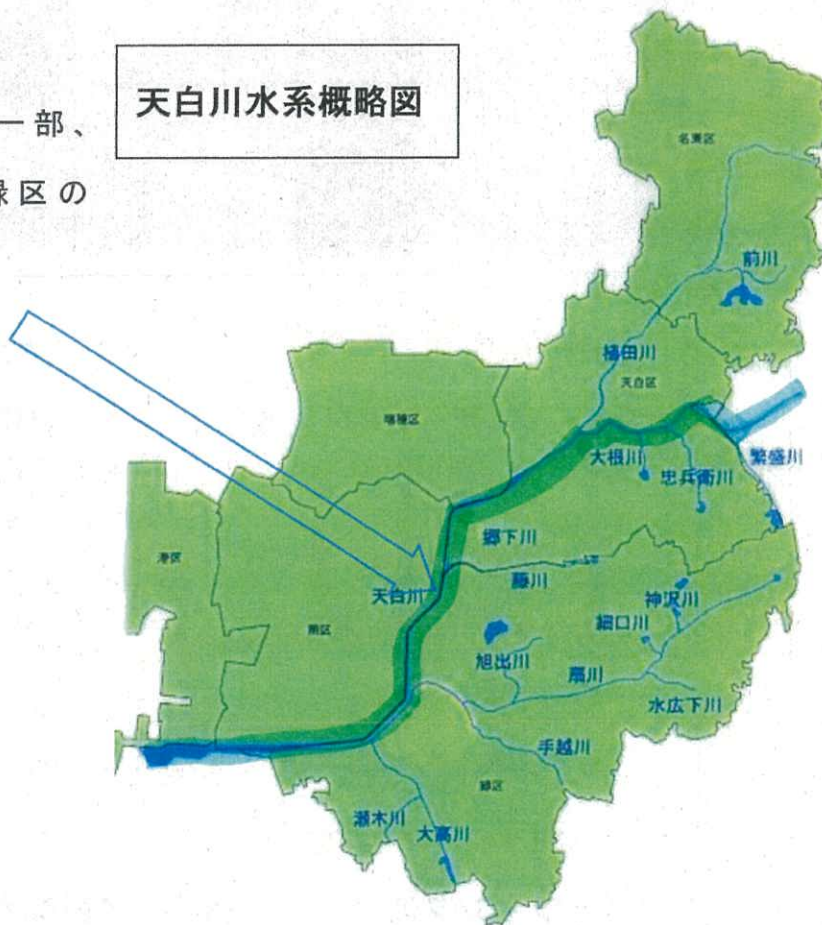 天白川水系概略図
一部、
緑区の
名東区
前川
植田川
天白区
瑞穂区
大根川
忠兵衛川
繁盛川
郷下川
港区
藤川
天白川
神沢川
南区
細口川
旭出川
扇川
水広下川
手越川
緑区
瀬木川
大高川